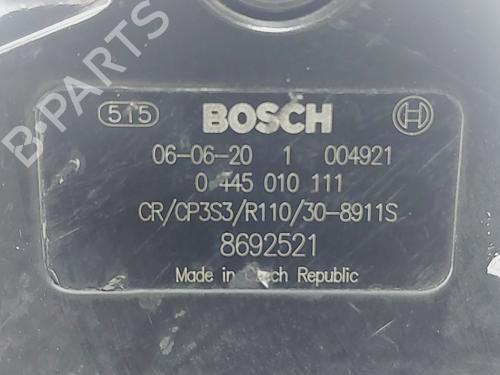 B-PARTS
515 BOSCH
06-06-20 1 004921
0 445 010 111
CR/CP3S3/R110/30-8911S
8692521
Made in Czech Republic